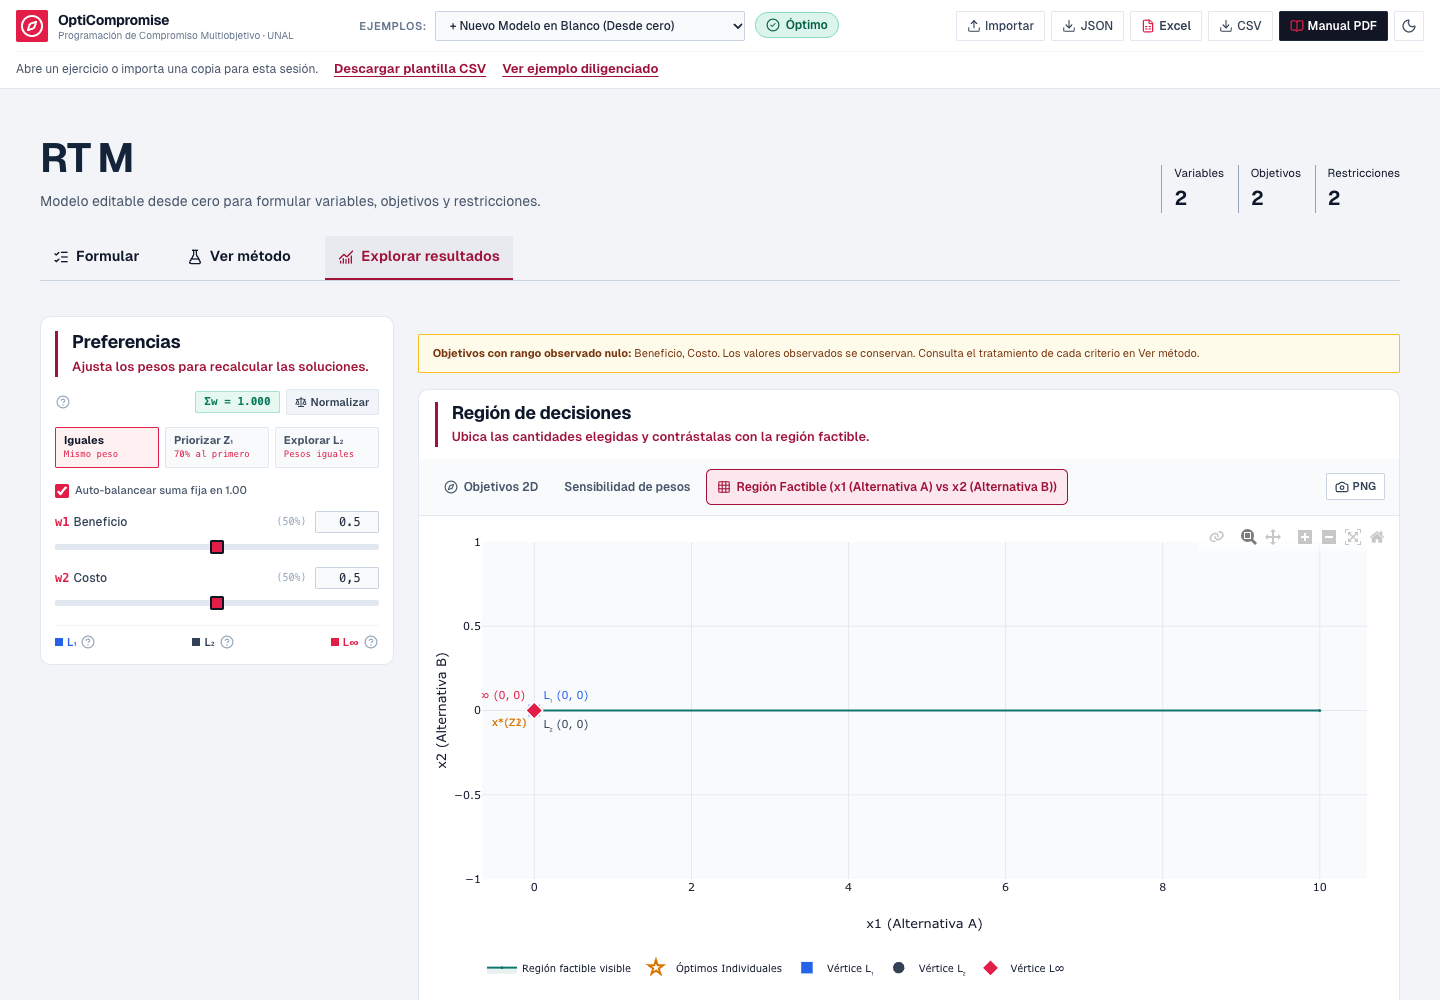 OptiCompromise
Programación de Compromiso Multiobjetivo · UNAL
EJEMPLOS:
+ Nuevo Modelo en Blanco (Desde cero)
Óptimo
Importar
JSON
Excel
CSV
Manual PDF
Abre un ejercicio o importa una copia para esta sesión.
Descargar plantilla CSV
Ver ejemplo diligenciado
RT M
Modelo editable desde cero para formular variables, objetivos y restricciones.
Variables
2
Objetivos
2
Restricciones
2
Formular
Ver método
Explorar resultados
Preferencias
Ajusta los pesos para recalcular las soluciones.
Σw = 1.000
Normalizar
Iguales
Mismo peso
Priorizar Z₁
70% al primero
Explorar L₂
Pesos iguales
Auto-balancear suma fija en 1.00
w1 Beneficio
(50%)
0.5
w2 Costo
(50%)
0,5
L₁
L₂
L∞
Objetivos con rango observado nulo: Beneficio, Costo. Los valores observados se conservan. Consulta el tratamiento de cada criterio en Ver método.
Región de decisiones
Ubica las cantidades elegidas y contrástalas con la región factible.
Objetivos 2D
Sensibilidad de pesos
Región Factible (x1 (Alternativa A) vs x2 (Alternativa B))
PNG
1
0.5
0
−0.5
−1
x2 (Alternativa B)
∞ (0, 0)
L₁ (0, 0)
L₂ (0, 0)
0
2
4
6
8
10
x1 (Alternativa A)
Región factible visible
Óptimos Individuales
Vértice L₁
Vértice L₂
Vértice L∞